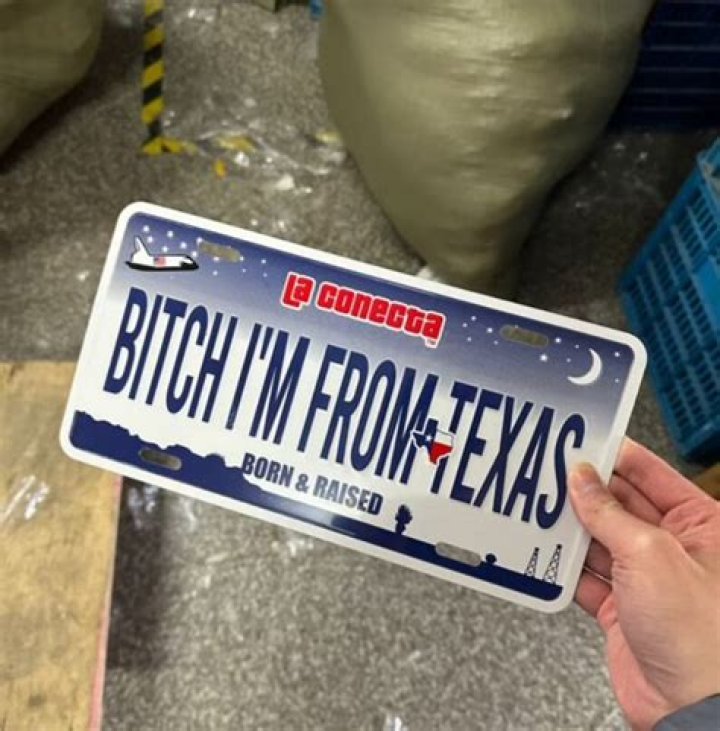 La Conecta
BITCH I'M FROM TEXAS
BORN & RAISED